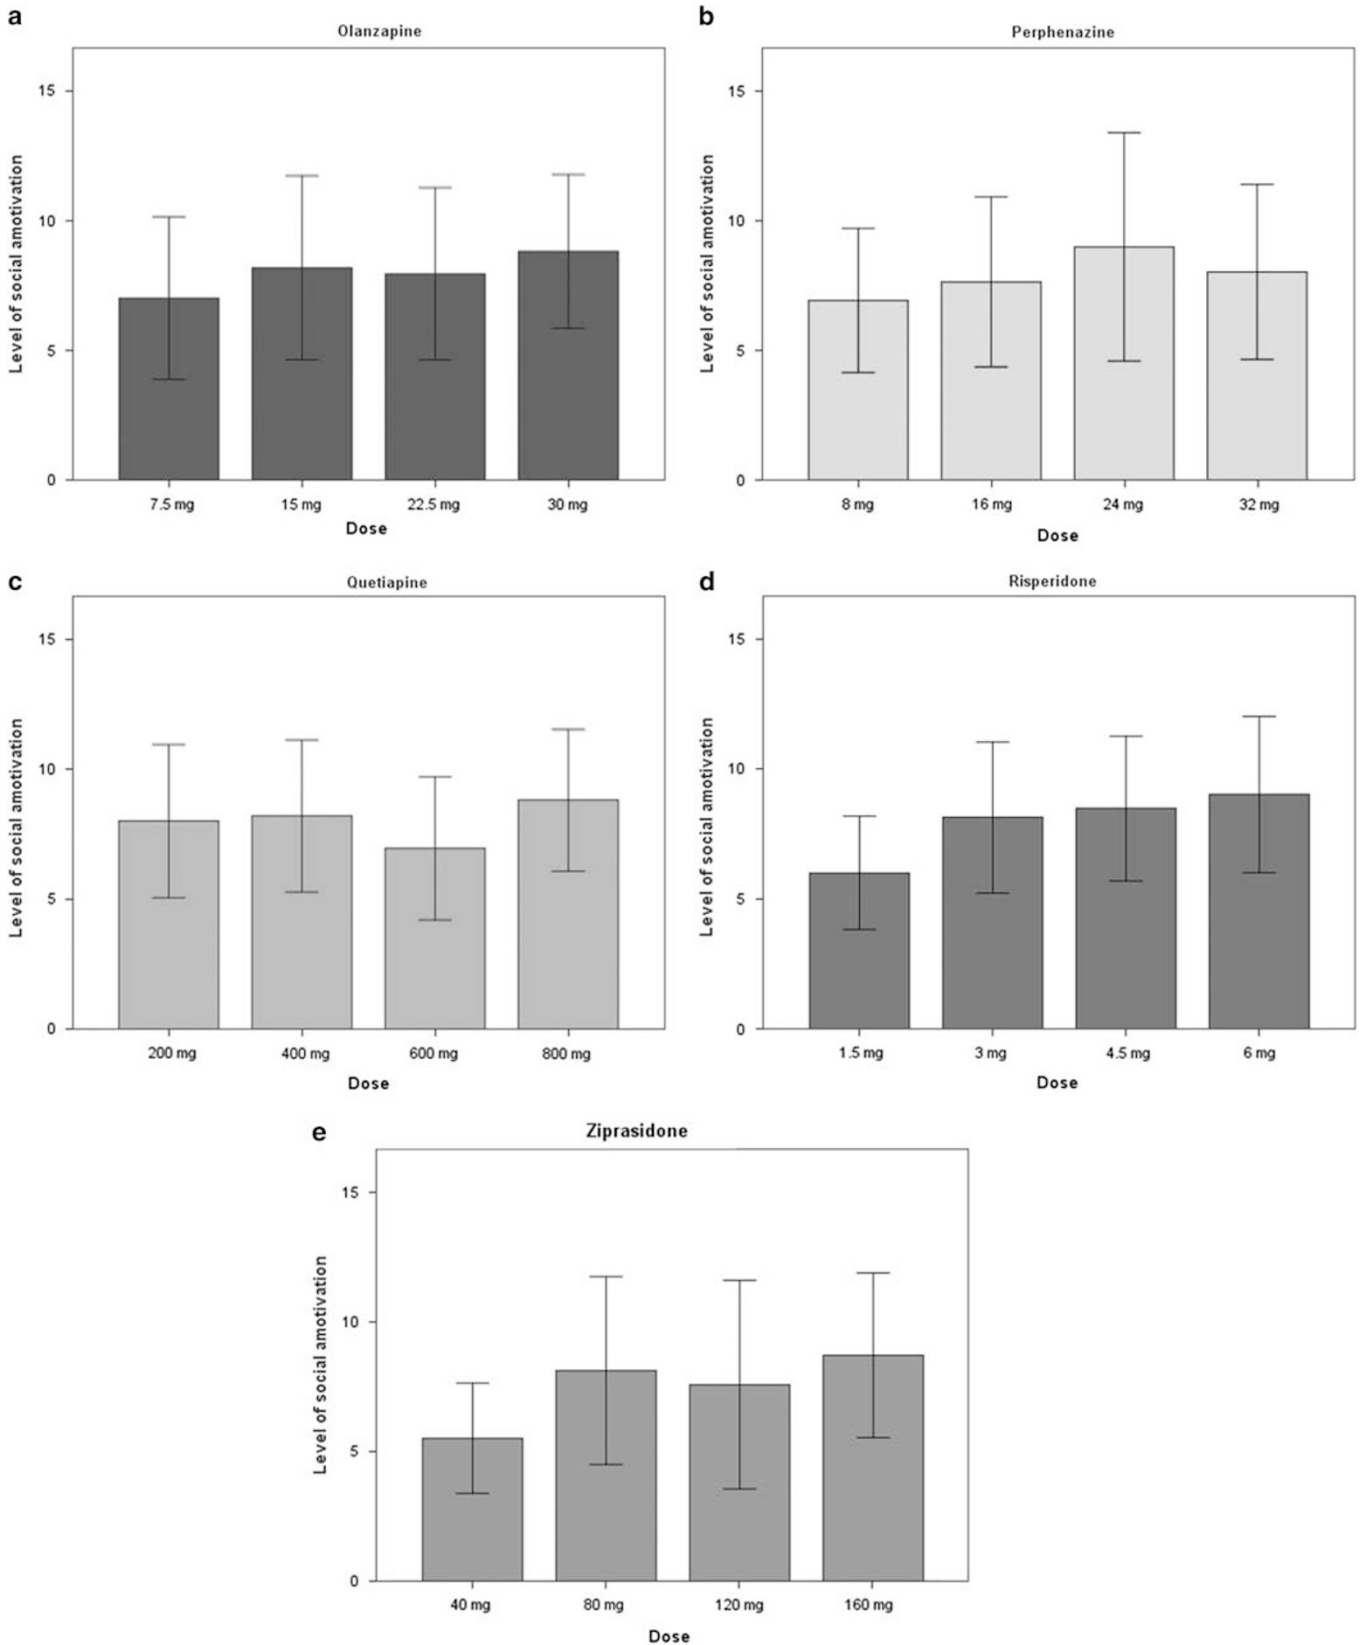 a
Olanzapine
Level of social amotivation
15
10
5
0
7.5 mg 15 mg 22.5 mg 30 mg
Dose
b
Perphenazine
Level of social amotivation
15
10
5
0
8 mg 16 mg 24 mg 32 mg
Dose
c
Quetiapine
Level of social amotivation
15
10
5
0
200 mg 400 mg 600 mg 800 mg
Dose
d
Risperidone
Level of social amotivation
15
10
5
0
1.5 mg 3 mg 4.5 mg 6 mg
Dose
e
Ziprasidone
Level of social amotivation
15
10
5
0
40 mg 80 mg 120 mg 160 mg
Dose